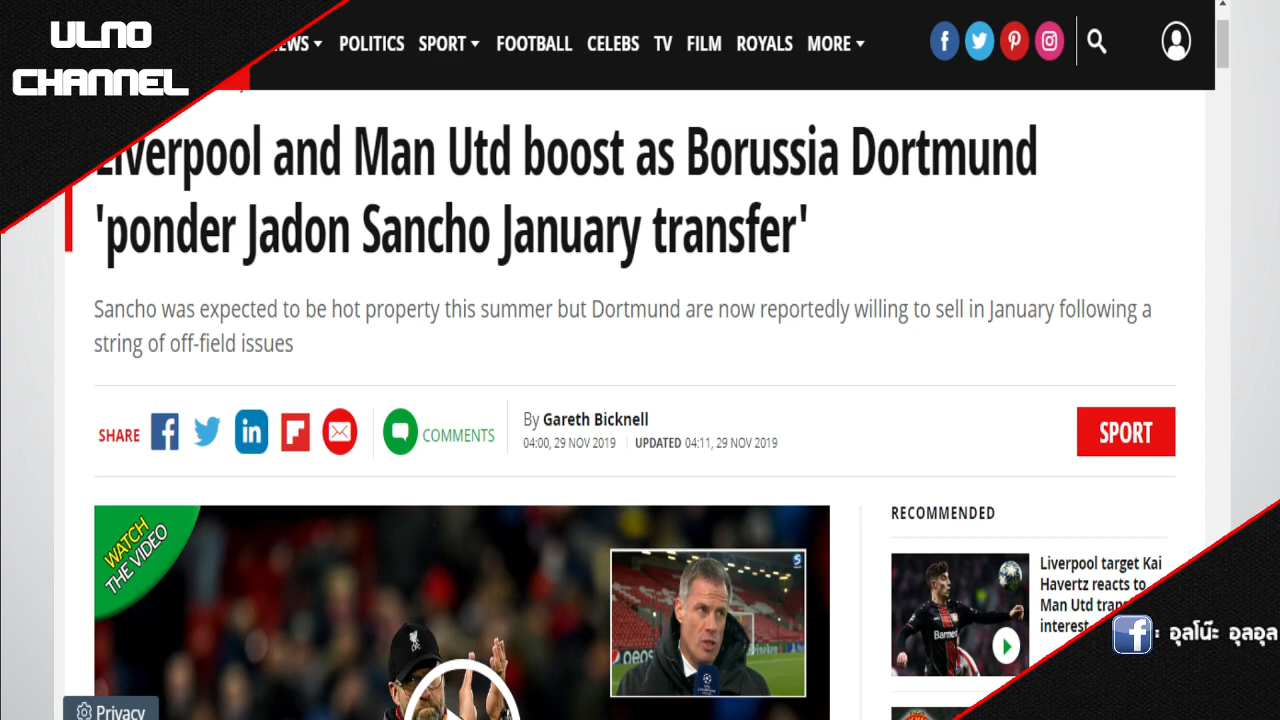 ULNO
CHANNEL
POLITICS SPORT FOOTBALL CELEBS TV FILM ROYALS MORE
Liverpool and Man Utd boost as Borussia Dortmund
'ponder Jadon Sancho January transfer'
Sancho was expected to be hot property this summer but Dortmund are now reportedly willing to sell in January following a
string of off-field issues
SHARE
COMMENTS
By Gareth Bicknell
04:00, 29 NOV 2019 UPDATED 04:11, 29 NOV 2019
SPORT
WATCH
THE VIDEO
pepsi
RECOMMENDED
Liverpool target Kai
Havertz reacts to
Man Utd
interest
: อุลโน๊ะ อุลอุล
Privacy